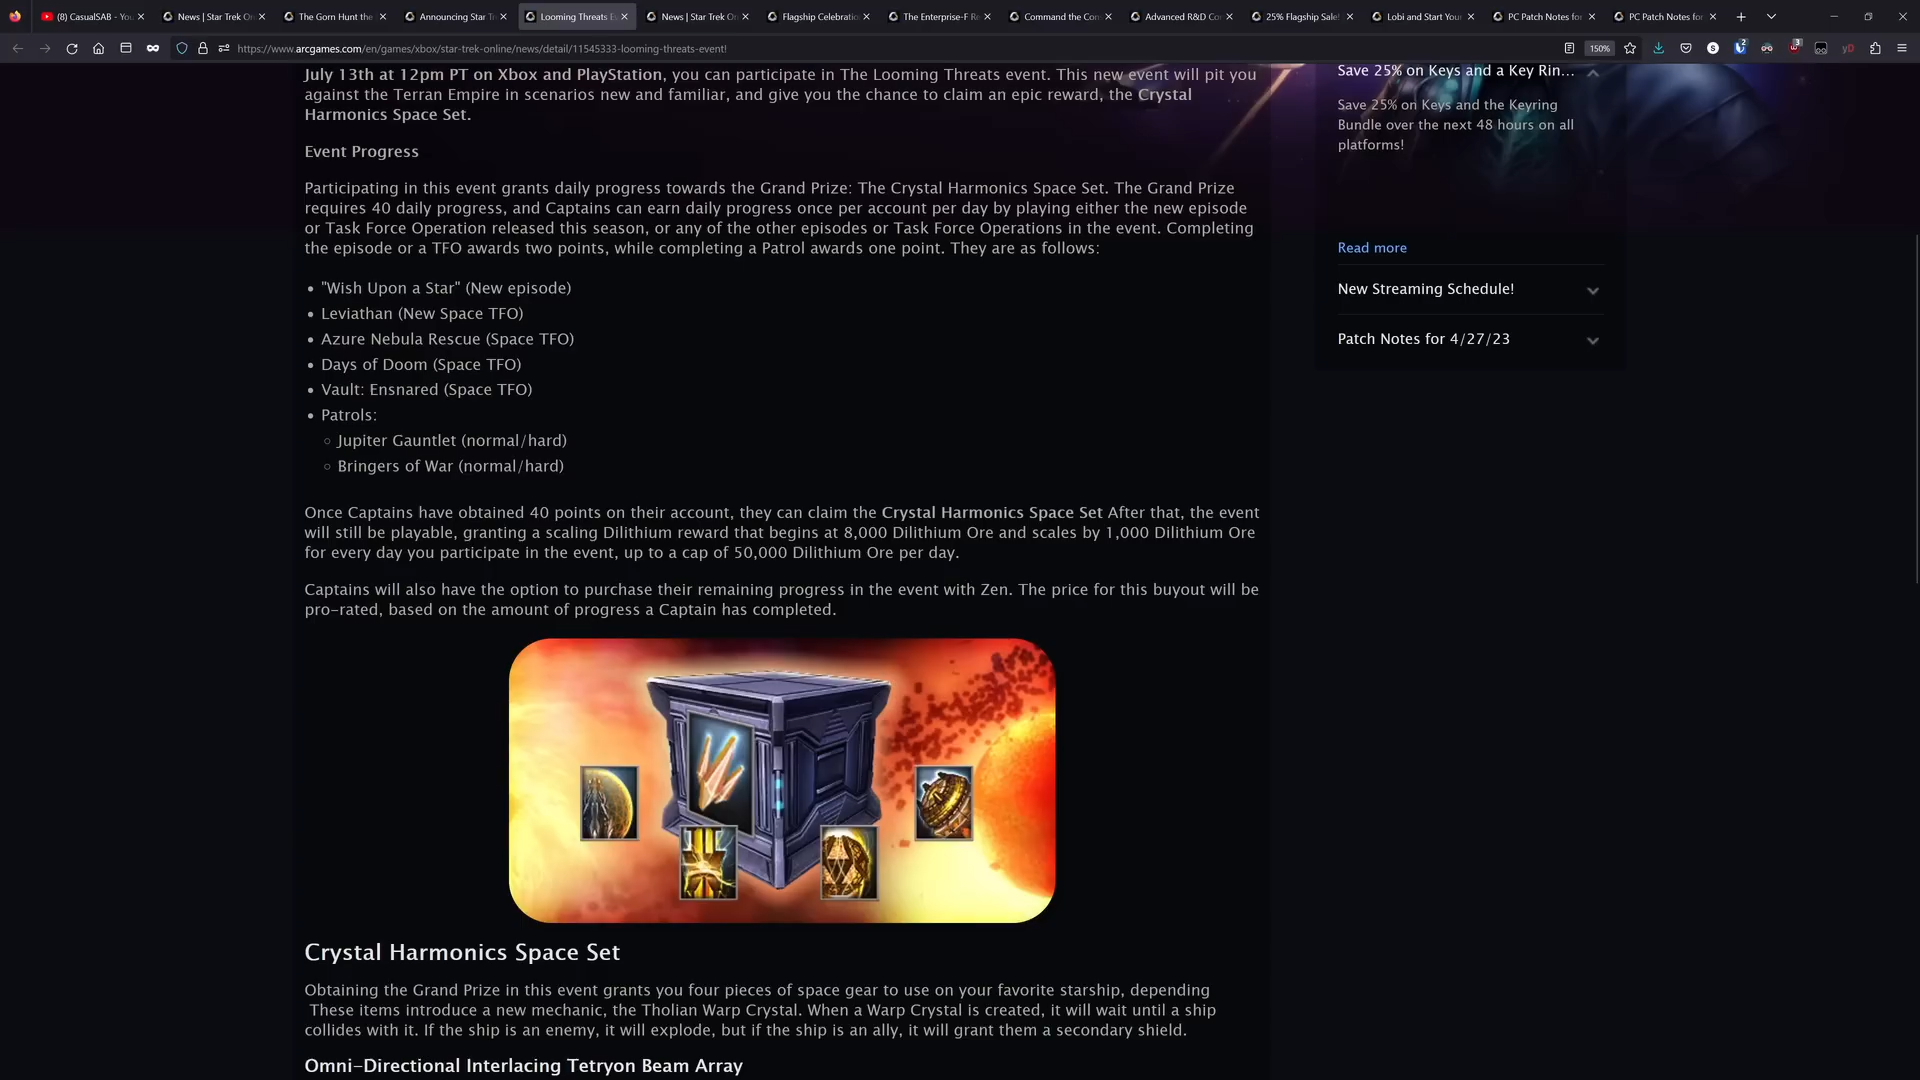 (8) CasualSAB - You
News | Star Trek On
The Gorn Hunt the
Announcing Star Tr
Looming Threats E
News | Star Trek On
Flagship Celebratio
The Enterprise-F Re
Command the Con
Advanced R&D Co
25% Flagship Sale!
Lobi and Start Your
PC Patch Notes for
PC Patch Notes for
https://www.arcgames.com/en/games/xbox/star-trek-online/news/detail/11545333-looming-threats-event!
150%
2
3
July 13th at 12pm PT on Xbox and PlayStation, you can participate in The Looming Threats event. This new event will pit you
against the Terran Empire in scenarios new and familiar, and give you the chance to claim an epic reward, the Crystal
Harmonics Space Set.
Event Progress
Participating in this event grants daily progress towards the Grand Prize: The Crystal Harmonics Space Set. The Grand Prize
requires 40 daily progress, and Captains can earn daily progress once per account per day by playing either the new episode
or Task Force Operation released this season, or any of the other episodes or Task Force Operations in the event. Completing
the episode or a TFO awards two points, while completing a Patrol awards one point. They are as follows:
• "Wish Upon a Star" (New episode)
• Leviathan (New Space TFO)
• Azure Nebula Rescue (Space TFO)
• Days of Doom (Space TFO)
• Vault: Ensnared (Space TFO)
• Patrols:
◦ Jupiter Gauntlet (normal/hard)
◦ Bringers of War (normal/hard)
Once Captains have obtained 40 points on their account, they can claim the Crystal Harmonics Space Set After that, the event
will still be playable, granting a scaling Dilithium reward that begins at 8,000 Dilithium Ore and scales by 1,000 Dilithium Ore
for every day you participate in the event, up to a cap of 50,000 Dilithium Ore per day.
Captains will also have the option to purchase their remaining progress in the event with Zen. The price for this buyout will be
pro-rated, based on the amount of progress a Captain has completed.
Crystal Harmonics Space Set
Obtaining the Grand Prize in this event grants you four pieces of space gear to use on your favorite starship, depending
These items introduce a new mechanic, the Tholian Warp Crystal. When a Warp Crystal is created, it will wait until a ship
collides with it. If the ship is an enemy, it will explode, but if the ship is an ally, it will grant them a secondary shield.
Omni-Directional Interlacing Tetryon Beam Array
Save 25% on Keys and a Key Rin...
Save 25% on Keys and the Keyring
Bundle over the next 48 hours on all
platforms!
Read more
New Streaming Schedule!
Patch Notes for 4/27/23